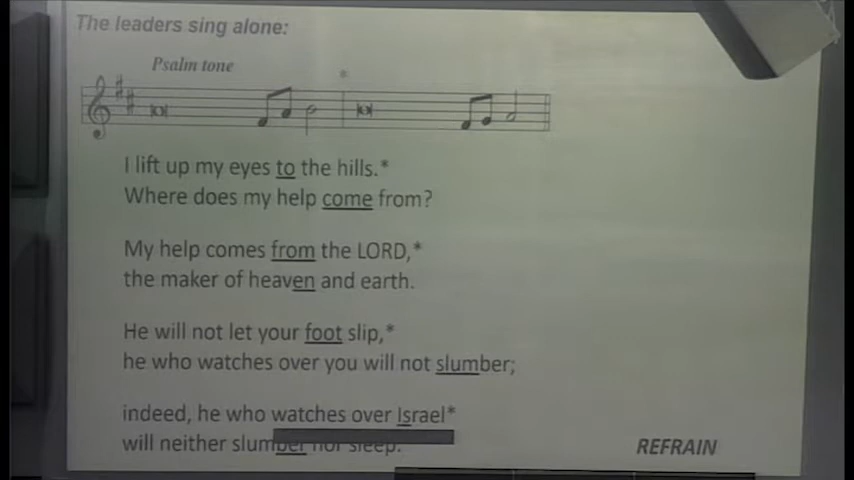 The leaders sing alone:
Psalm tone
*
I lift up my eyes to the hills.*
Where does my help come from?
My help comes from the LORD,*
the maker of heaven and earth.
He will not let your foot slip,*
he who watches over you will not slumber;
indeed, he who watches over Israel*
will neither slumber nor sleep.
REFRAIN